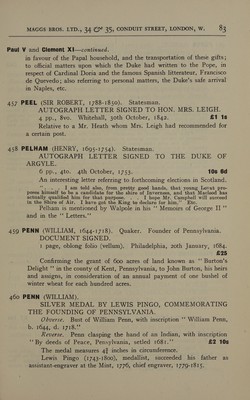 MAGGS BROS. LTD., 34 & 35, CONDUIT STREET, LONDON, W. 83
Paul V and Clement XI—continued.
in favour of the Papal household, and the transportation of these gifts;
to official matters upon which the Duke had written to the Pope, in
respect of Cardinal Doria and the famous Spanish litterateur, Francisco
de Quevedo; also referring to personal matters, the Duke's safe arrival
in Naples, etc.
457 PEEL (SIR ROBERT, 1788-1850). Statesman.
AUTOGRAPH LETTER SIGNED TO HON. MRS. LEIGH.
4 pp., 8vo. Whitehall, 30th October, 1842. £1 1s
Relative to a Mr. Heath whom Mrs. Leigh had recommended for
a certain post.
458 PELHAM (HENRY, 1695-1754). Statesman.
AUTOGRAPH LETTER SIGNED TO THE DUKE OF
ARGYLE.
6 pp., 4to. 4th October, 1753. 10s 6d
An interesting letter referring to forthcoming elections in Scotland.
. . . I am told also, from pretty good hands, that young Lovat pro-
poses himself to be a candidate for the shire of Inverness, and that Macleod has
actually qualified him for that purpose. . . . I hope Mr. Campbell will succeed
in the Shire of Air. I have got the King to declare for him." Etc.
Pelham is mentioned by Walpole in his " Memoirs of George II "
and in the " Letters."
459 PENN (WILLIAM, 1644-1718). Quaker. Founder of Pennsylvania.
DOCUMENT SIGNED.
1 page, oblong folio (vellum). Philadelphia, 20th January, 1684.
£25
Confirming the grant of 600 acres of land known as " Burton's
Delight " in the county of Kent, Pennsylvania, to John Burton, his heirs
and assigns, in consideration of an annual payment of one bushel of
winter wheat for each hundred acres.
460 PENN (WILLIAM).
SILVER MEDAL BY LEWIS PINGO, COMMEMORATING
THE FOUNDING OF PENNSYLVANIA.
Obverse. Bust of William Penn, with inscription " William Penn,
b. 1644, d. 1718."
Reverse. Penn clasping the hand of an Indian, with inscription
" By deeds of Peace, Pensylvania, setled 1681." £2 10s
The medal measures 4¾ inches in circumference.
Lewis Pingo (1743-1800), medallist, succeeded his father as
assistant-engraver at the Mint, 1776, chief engraver, 1779-1815.